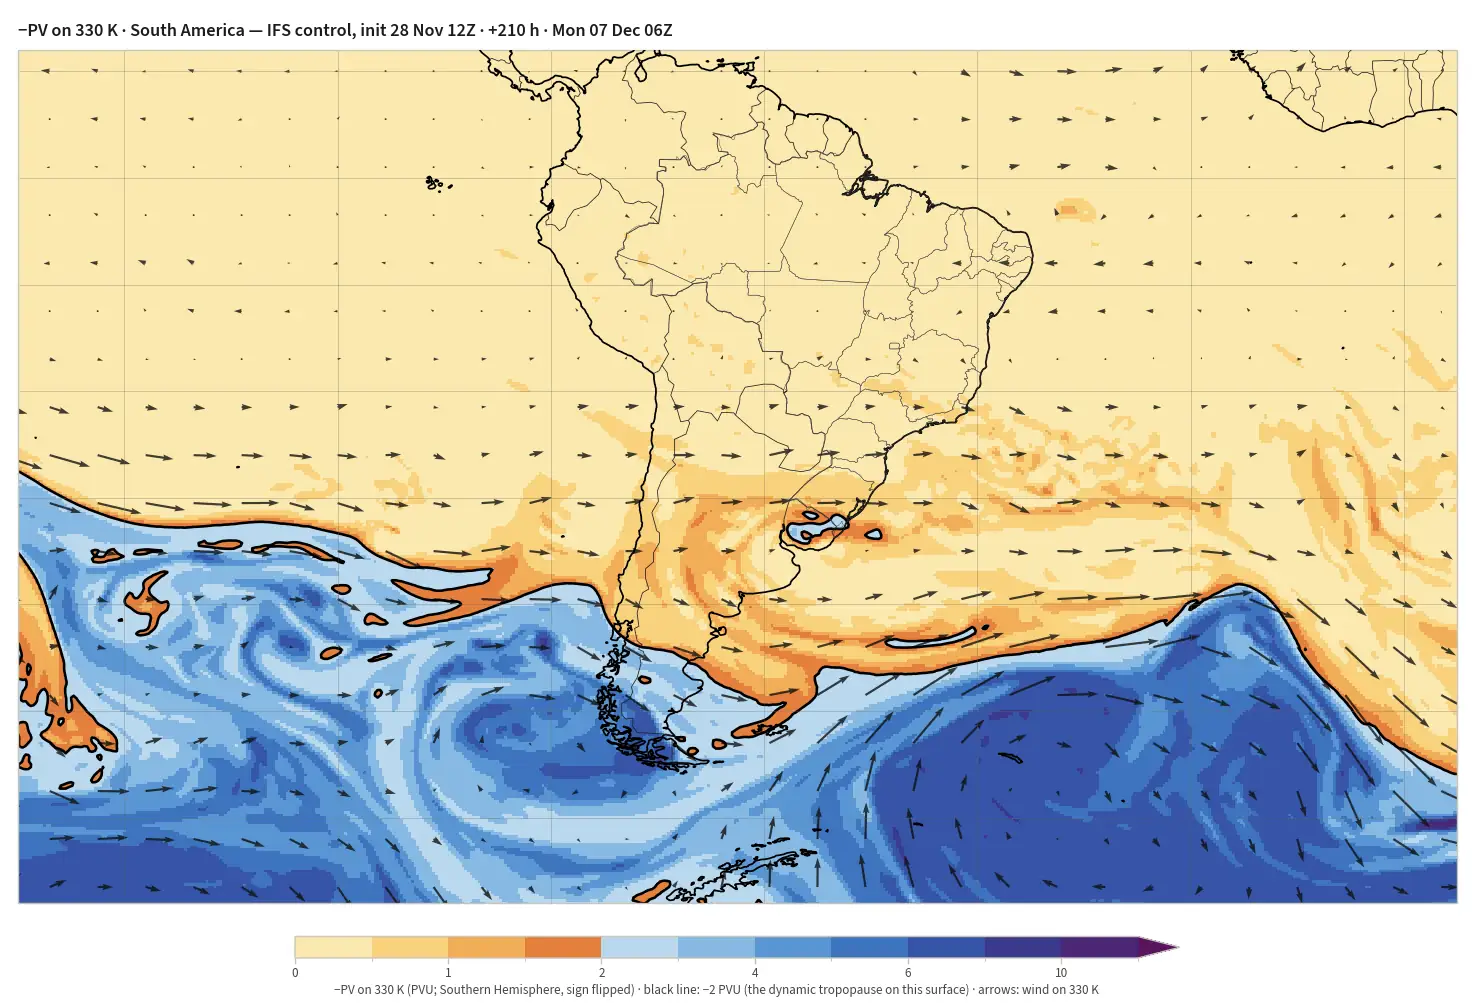 −PV on 330 K · South America — IFS control, init 28 Nov 12Z · +210 h · Mon 07 Dec 06Z
0 1 2 4 6 10
−PV on 330 K (PVU; Southern Hemisphere, sign flipped) · black line: −2 PVU (the dynamic tropopause on this surface) · arrows: wind on 330 K